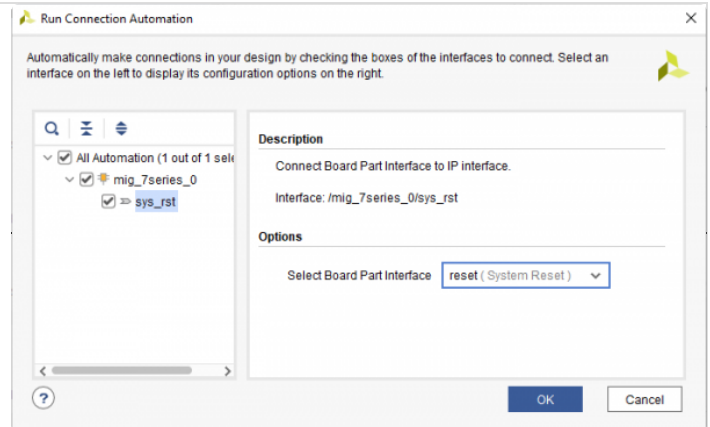 Run Connection Automation
Automatically make connections in your design by checking the boxes of the interfaces to connect. Select an
interface on the left to display its configuration options on the right.
All Automation (1 out of 1 sele
mig_7series_0
sys_rst
Description
Connect Board Part Interface to IP interface.
Interface: /mig_7series_0/sys_rst
Options
Select Board Part Interface reset ( System Reset )
?
OK Cancel